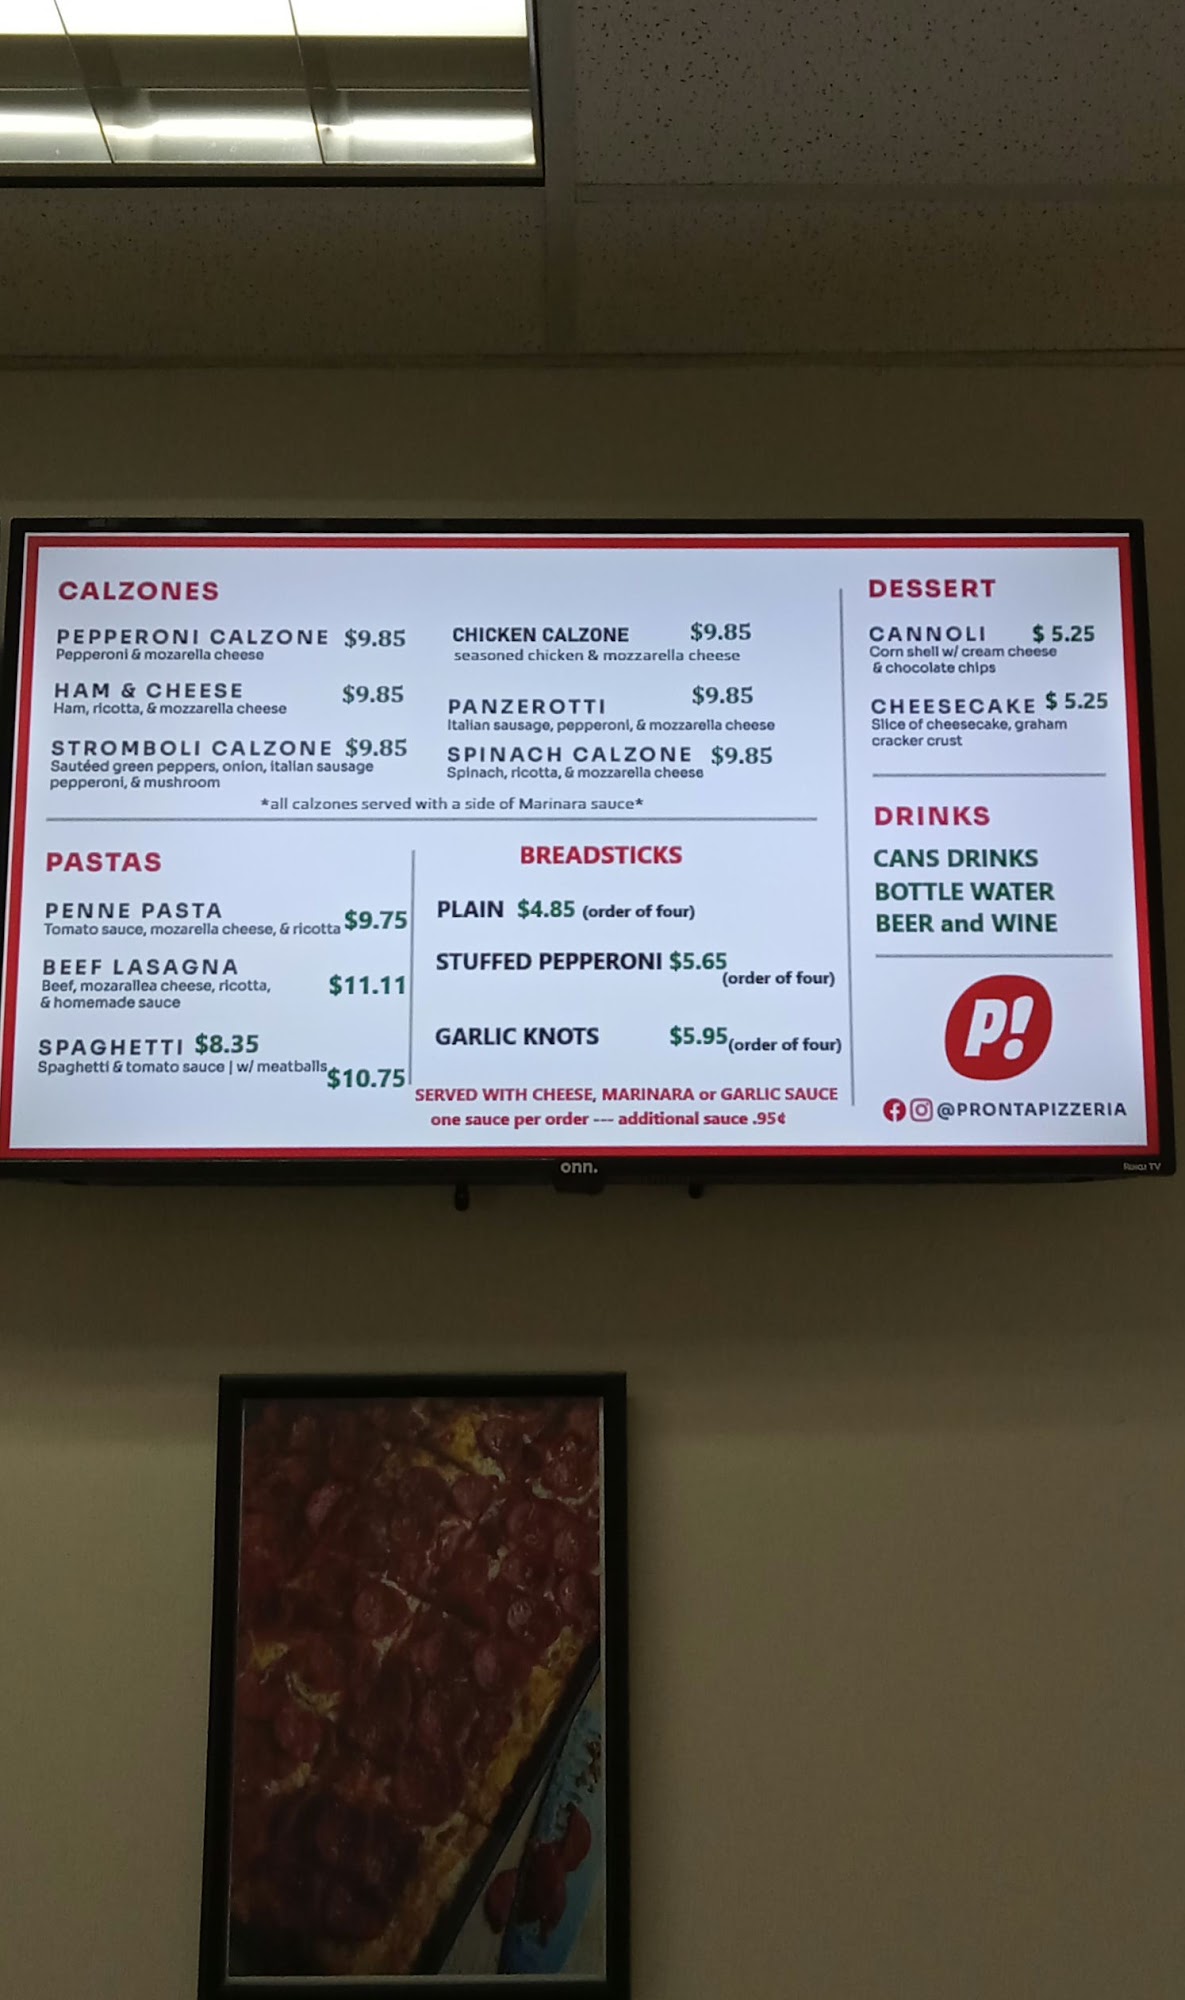 CALZONES
PEPPERONI CALZONE $9.85
Pepperoni & mozarella cheese
HAM & CHEESE $9.85
Ham, ricotta, & mozzarella cheese
STROMBOLI CALZONE $9.85
Sautéed green peppers, onion, italian sausage
pepperoni, & mushroom
CHICKEN CALZONE $9.85
seasoned chicken & mozzarella cheese
PANZEROTTI $9.85
Italian sausage, pepperoni, & mozzarella cheese
SPINACH CALZONE $9.85
Spinach, ricotta, & mozzarella cheese
*all calzones served with a side of Marinara sauce*
PASTAS
PENNE PASTA
Tomato sauce, mozarella cheese, & ricotta $9.75
BEEF LASAGNA
Beef, mozarallea cheese, ricotta, $11.11
& homemade sauce
SPAGHETTI $8.35
Spaghetti & tomato sauce | w/ meatballs $10.75
BREADSTICKS
PLAIN $4.85 (order of four)
STUFFED PEPPERONI $5.65
(order of four)
GARLIC KNOTS $5.95 (order of four)
SERVED WITH CHEESE, MARINARA or GARLIC SAUCE
one sauce per order --- additional sauce .95¢
DESSERT
CANNOLI $ 5.25
Corn shell w/ cream cheese
& chocolate chips
CHEESECAKE $ 5.25
Slice of cheesecake, graham
cracker crust
DRINKS
CANS DRINKS
BOTTLE WATER
BEER and WINE
P!
@PRONTAPIZZERIA
onn.
Roku TV